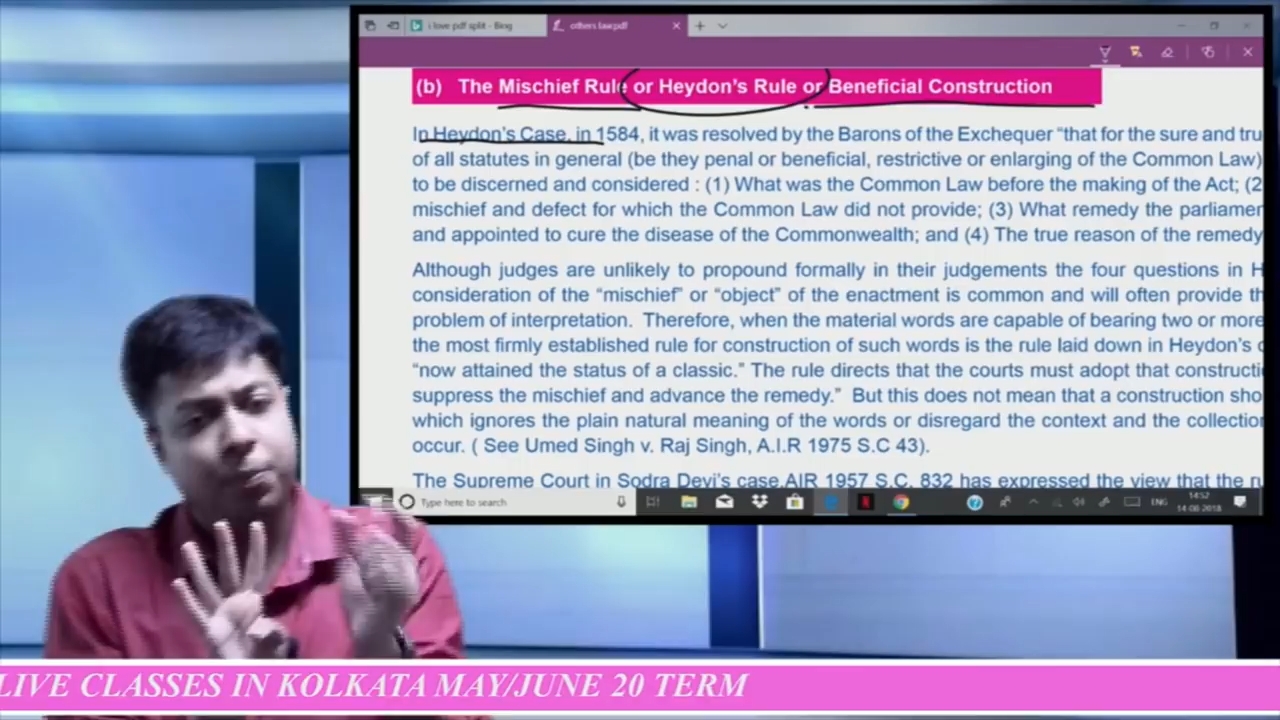 i love pdf split - Bing
others law.pdf
(b) The Mischief Rule or Heydon's Rule or Beneficial Construction
In Heydon's Case, in 1584, it was resolved by the Barons of the Exchequer “that for the sure and tru
of all statutes in general (be they penal or beneficial, restrictive or enlarging of the Common Law)
to be discerned and considered : (1) What was the Common Law before the making of the Act; (2
mischief and defect for which the Common Law did not provide; (3) What remedy the parliamen
and appointed to cure the disease of the Commonwealth; and (4) The true reason of the remedy
Although judges are unlikely to propound formally in their judgements the four questions in H
consideration of the “mischief” or “object” of the enactment is common and will often provide th
problem of interpretation. Therefore, when the material words are capable of bearing two or more
the most firmly established rule for construction of such words is the rule laid down in Heydon's c
“now attained the status of a classic.” The rule directs that the courts must adopt that constructi
suppress the mischief and advance the remedy.” But this does not mean that a construction sho
which ignores the plain natural meaning of the words or disregard the context and the collection
occur. ( See Umed Singh v. Raj Singh, A.I.R 1975 S.C 43).
The Supreme Court in Sodra Devi's case,AIR 1957 S.C. 832 has expressed the view that the ru
Type here to search
ENG
14:52
14-08-2018
LIVE CLASSES IN KOLKATA MAY/JUNE 20 TERM